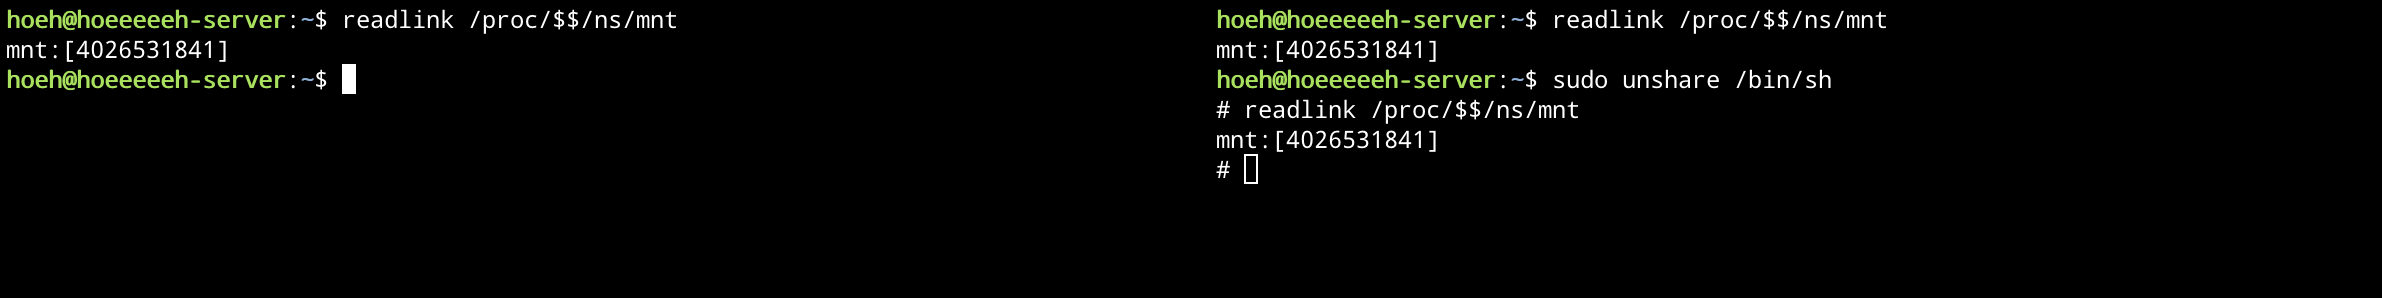 hoeh@hoeeeeeh-server:~$ readlink /proc/$$/ns/mnt
mnt:[4026531841]
hoeh@hoeeeeeh-server:~$
hoeh@hoeeeeeh-server:~$ readlink /proc/$$/ns/mnt
mnt:[4026531841]
hoeh@hoeeeeeh-server:~$ sudo unshare /bin/sh
# readlink /proc/$$/ns/mnt
mnt:[4026531841]
#